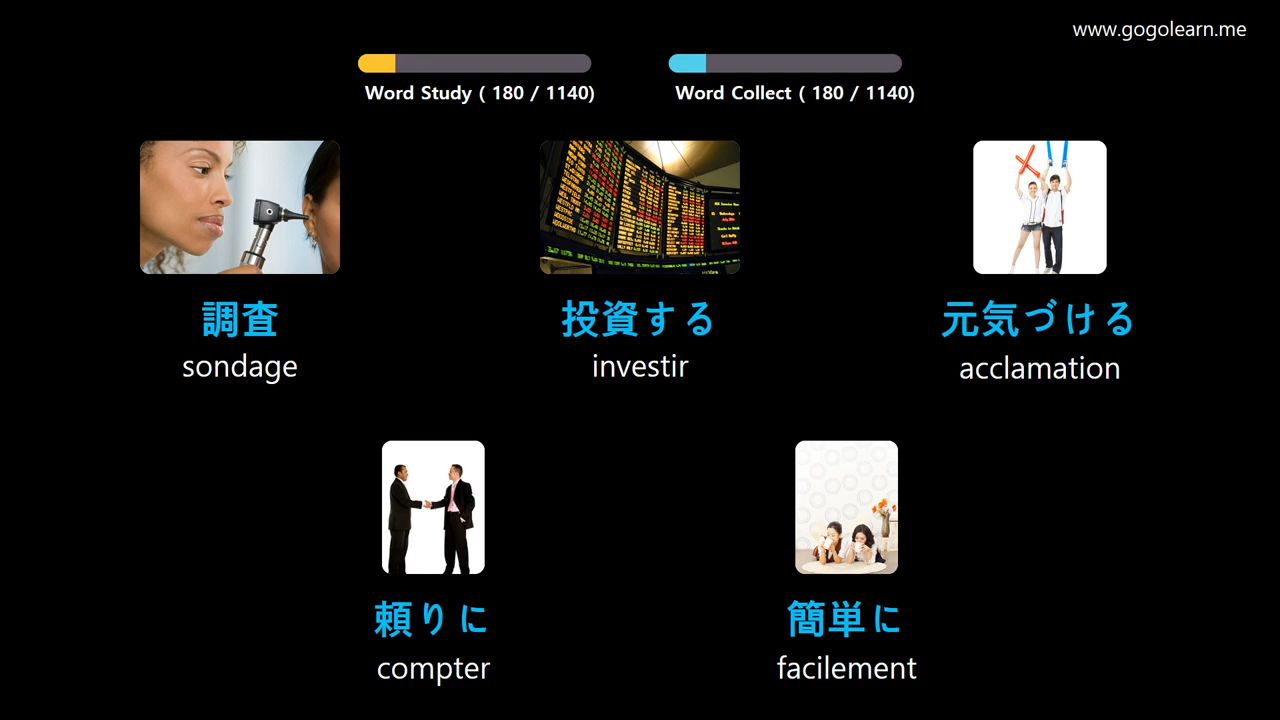 www.gogolearn.me
Word Study ( 180 / 1140)
Word Collect ( 180 / 1140)
調査
sondage
投資する
investir
元気づける
acclamation
頼りに
compter
簡単に
facilement